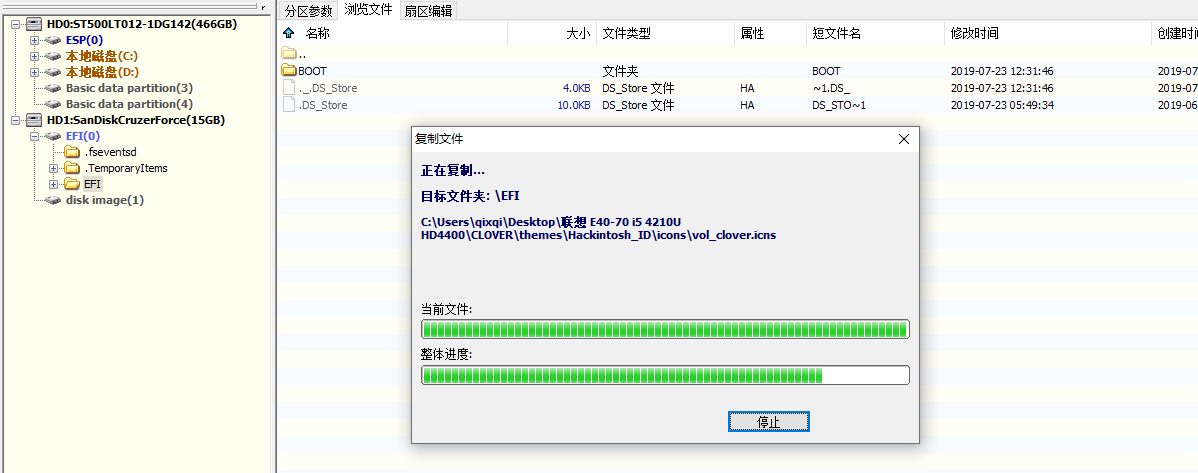 HD0:ST500LT012-1DG142(466GB)
ESP(0)
本地磁盘(C:)
本地磁盘(D:)
Basic data partition(3)
Basic data partition(4)
HD1:SanDiskCruzerForce(15GB)
EFI(0)
.fseventsd
.TemporaryItems
EFI
disk image(1)
分区参数 浏览文件 扇区编辑
名称 大小 文件类型 属性 短文件名 修改时间 创建时间
..
BOOT 文件夹 BOOT 2019-07-23 12:31:46 2019-07
._.DS_Store 4.0KB DS_Store 文件 HA ~1.DS_ 2019-07-23 12:31:46 2019-07
.DS_Store 10.0KB DS_Store 文件 HA DS_STO~1 2019-07-23 05:49:34 2019-06
复制文件
正在复制...
目标文件夹: \EFI
C:\Users\qixqi\Desktop\联想 E40-70 i5 4210U
HD4400\CLOVER\themes\Hackintosh_ID\icons\vol_clover.icns
当前文件:
整体进度:
停止